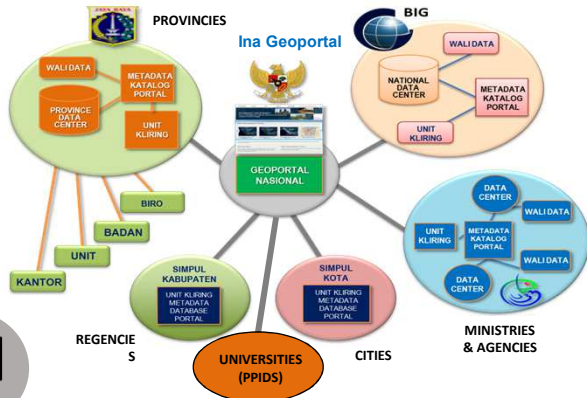 PROVINCIES
BIG
Ina Geoportal
WALI DATA
METADATA
KATALOG
PORTAL
PROVINCE
DATA
CENTER
UNIT
KLIRING
WALI DATA
NATIONAL
DATA
CENTER
METADATA
KATALOG
PORTAL
UNIT
KLIRING
GEOPORTAL
NASIONAL
BIRO
BADAN
UNIT
KANTOR
DATA
CENTER
WALI DATA
UNIT
KLIRING
METADATA
KATALOG
PORTAL
WALI DATA
DATA
CENTER
SIMPUL
KABUPATEN
UNIT KLIRING
METADATA
DATABASE
PORTAL
SIMPUL
KOTA
UNIT KLIRING
METADATA
DATABASE
PORTAL
REGENCIE
S
UNIVERSITIES
(PPIDS)
CITIES
MINISTRIES
& AGENCIES